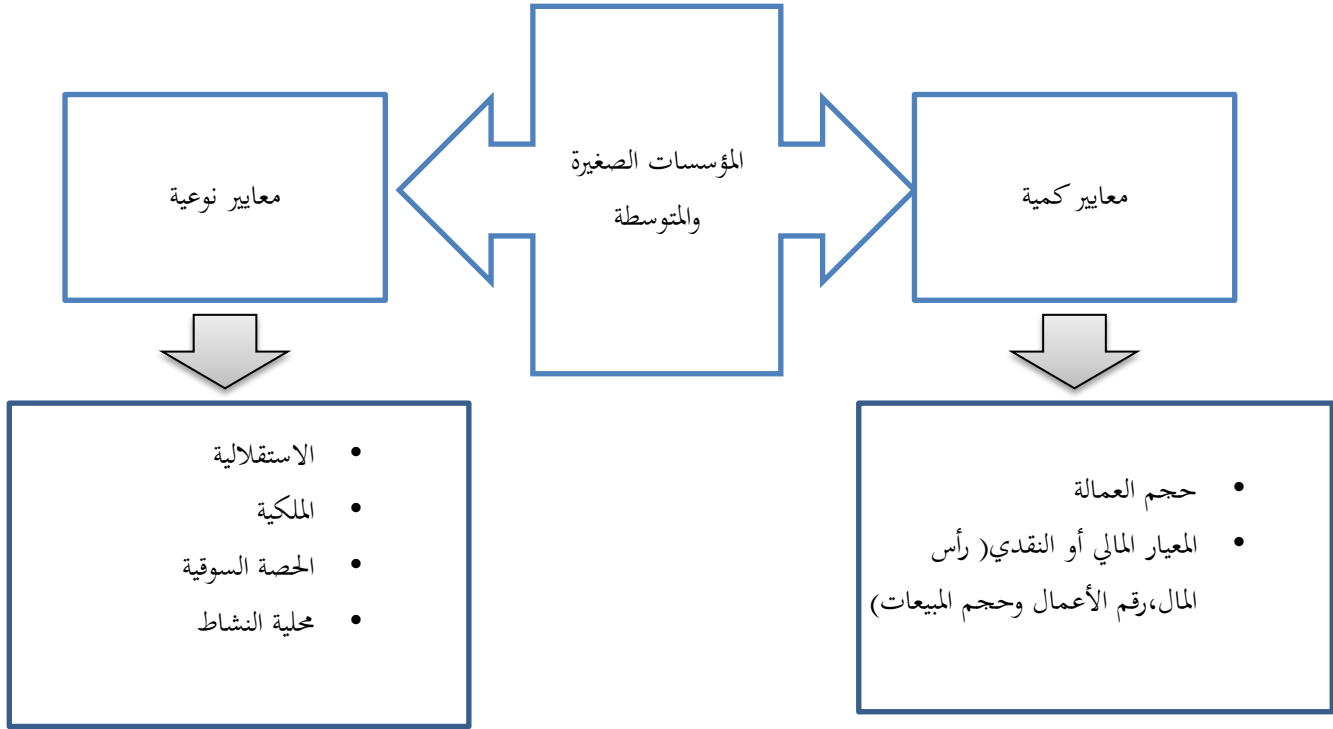 المؤسسات الصغيرة
والمتوسطة
معايير كمية
معايير نوعية
• حجم العمالة
• المعيار المالي أو النقدي( رأس
المال،رقم الأعمال وحجم المبيعات)
• الاستقلالية
• الملكية
• الحصة السوقية
• محلية النشاط